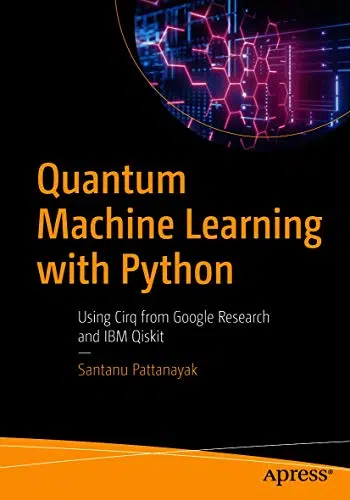 Quantum
Machine Learning
with Python
Using Cirq from Google Research
and IBM Qiskit
—
Santanu Pattanayak
Apress®